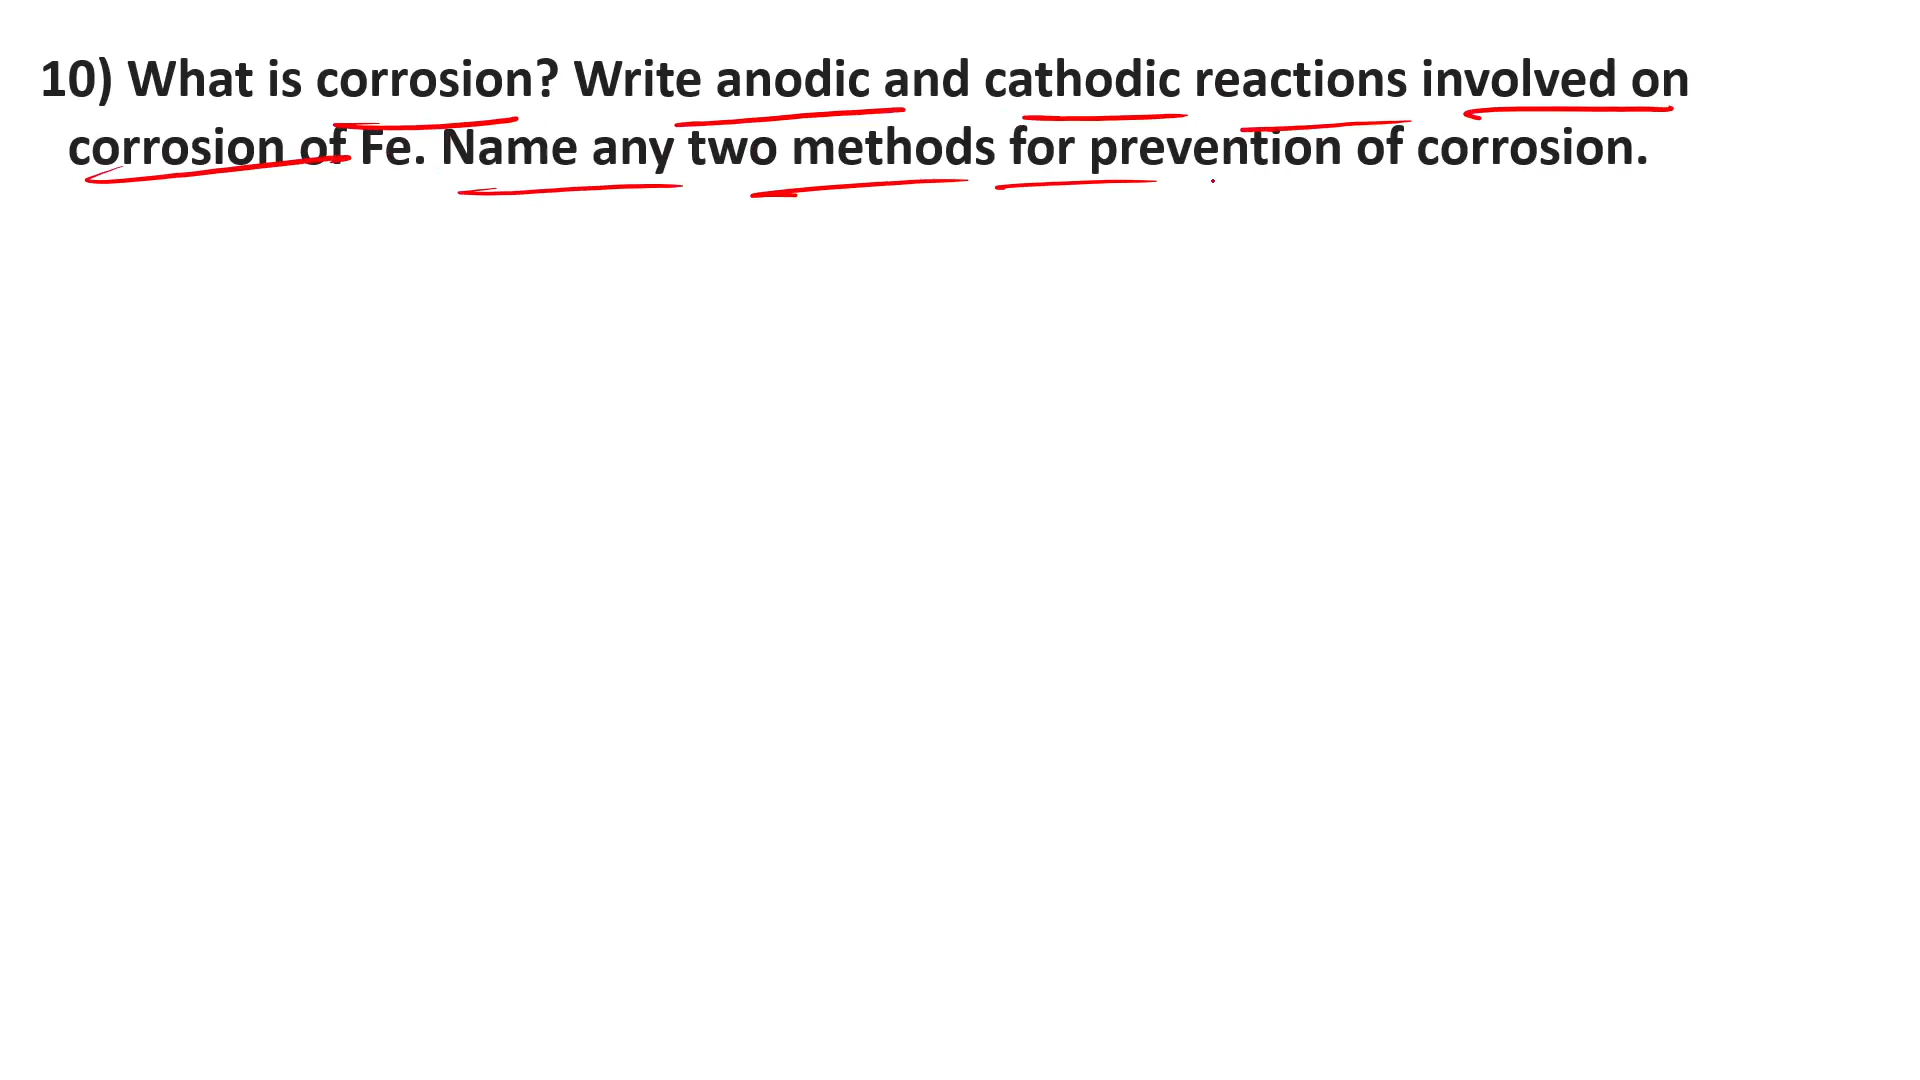 10) What is corrosion? Write anodic and cathodic reactions involved on
corrosion of Fe. Name any two methods for prevention of corrosion.